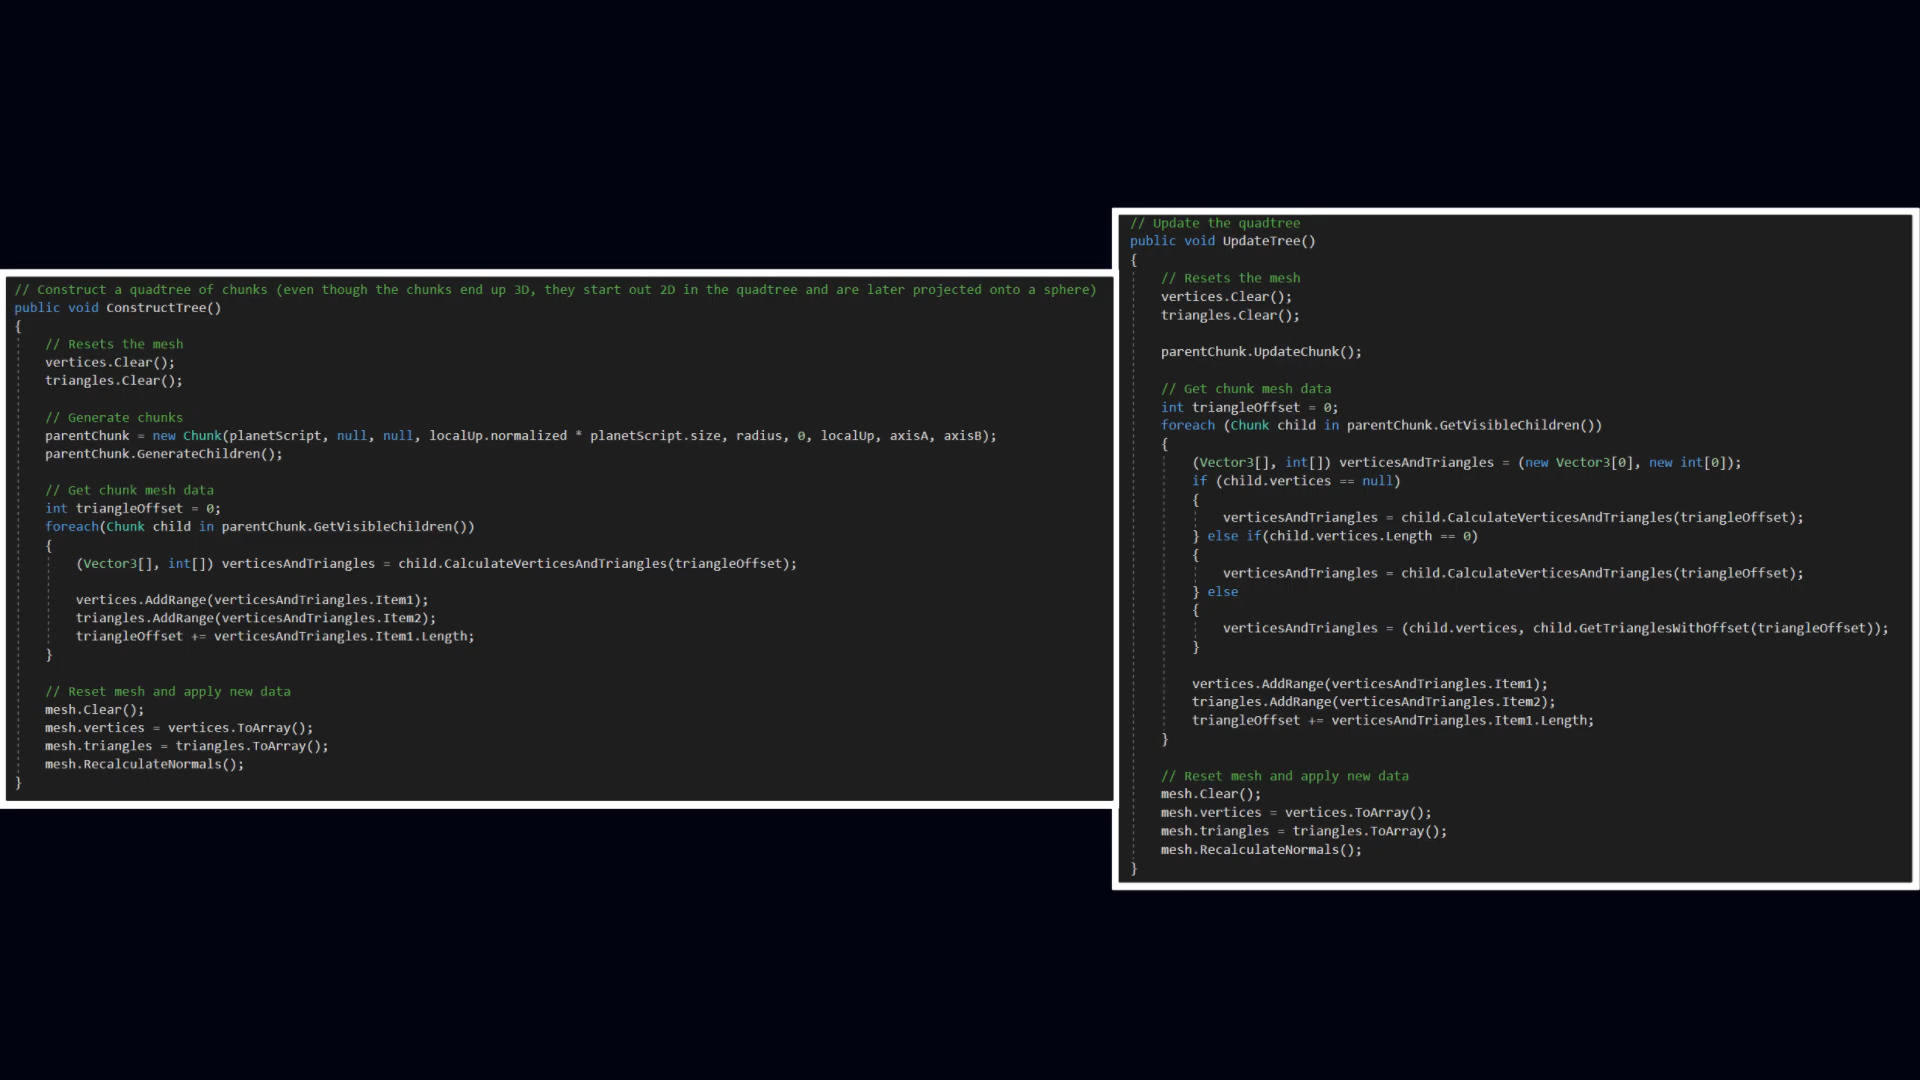 // Construct a quadtree of chunks (even though the chunks end up 3D, they start out 2D in the quadtree and are later projected onto a sphere)
public void ConstructTree()
{
// Resets the mesh
vertices.Clear();
triangles.Clear();
// Generate chunks
parentChunk = new Chunk(planetScript, null, null, localUp.normalized * planetScript.size, radius, 0, localUp, axisA, axisB);
parentChunk.GenerateChildren();
// Get chunk mesh data
int triangleOffset = 0;
foreach(Chunk child in parentChunk.GetVisibleChildren())
{
(Vector3[], int[]) verticesAndTriangles = child.CalculateVerticesAndTriangles(triangleOffset);
vertices.AddRange(verticesAndTriangles.Item1);
triangles.AddRange(verticesAndTriangles.Item2);
triangleOffset += verticesAndTriangles.Item1.Length;
}
// Reset mesh and apply new data
mesh.Clear();
mesh.vertices = vertices.ToArray();
mesh.triangles = triangles.ToArray();
mesh.RecalculateNormals();
}
// Update the quadtree
public void UpdateTree()
{
// Resets the mesh
vertices.Clear();
triangles.Clear();
parentChunk.UpdateChunk();
// Get chunk mesh data
int triangleOffset = 0;
foreach (Chunk child in parentChunk.GetVisibleChildren())
{
(Vector3[], int[]) verticesAndTriangles = (new Vector3[0], new int[0]);
if (child.vertices == null)
{
verticesAndTriangles = child.CalculateVerticesAndTriangles(triangleOffset);
} else if(child.vertices.Length == 0)
{
verticesAndTriangles = child.CalculateVerticesAndTriangles(triangleOffset);
} else
{
verticesAndTriangles = (child.vertices, child.GetTrianglesWithOffset(triangleOffset));
}
vertices.AddRange(verticesAndTriangles.Item1);
triangles.AddRange(verticesAndTriangles.Item2);
triangleOffset += verticesAndTriangles.Item1.Length;
}
// Reset mesh and apply new data
mesh.Clear();
mesh.vertices = vertices.ToArray();
mesh.triangles = triangles.ToArray();
mesh.RecalculateNormals();
}